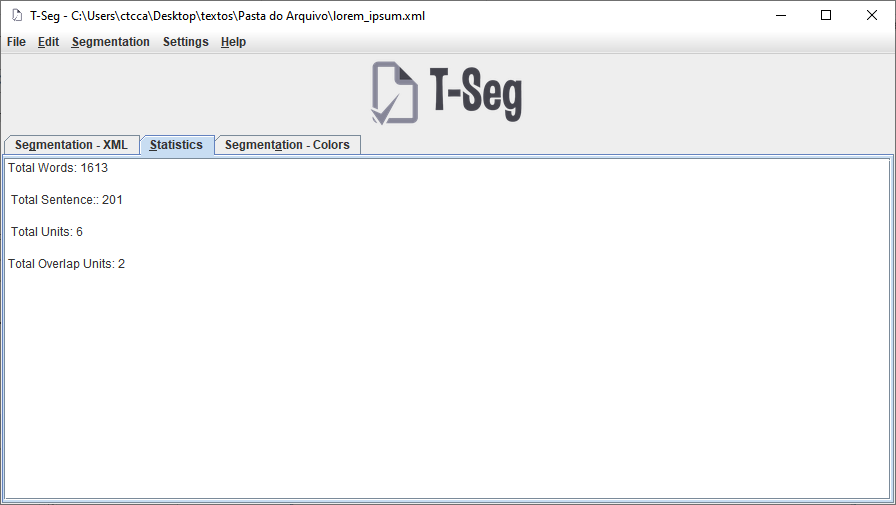 T-Seg - C:\Users\ctcca\Desktop\textos\Pasta do Arquivo\lorem_ipsum.xml
File Edit Segmentation Settings Help
T-Seg
Segmentation - XML Statistics Segmentation - Colors
Total Words: 1613
Total Sentence:: 201
Total Units: 6
Total Overlap Units: 2